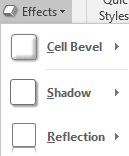 Effects
Quic
Styles
Cell Bevel
Shadow
Reflection